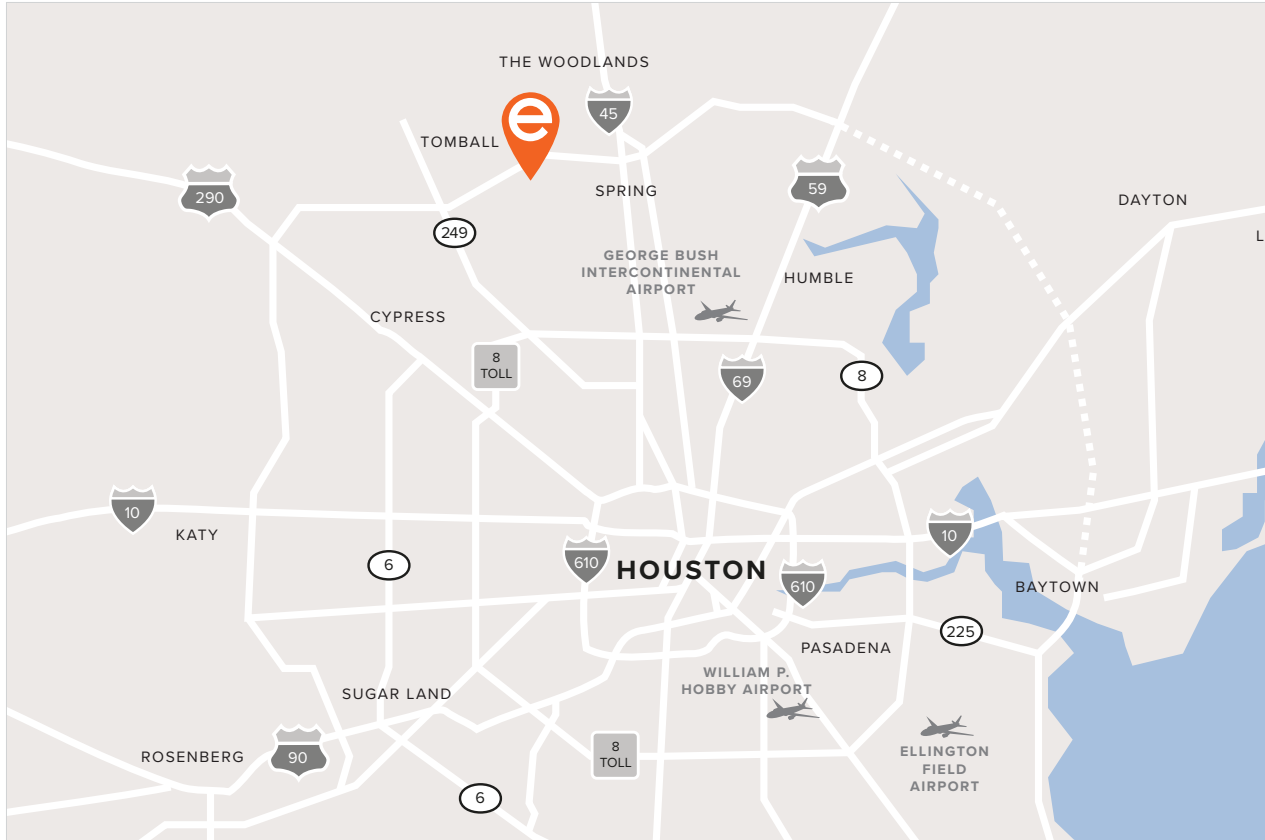 THE WOODLANDS
e
45
TOMBALL
290
59
SPRING
DAYTON
249
L
GEORGE BUSH
INTERCONTINENTAL
AIRPORT
HUMBLE
CYPRESS
8
TOLL
69
8
10
KATY
10
6
610
HOUSTON
610
BAYTOWN
225
PASADENA
WILLIAM P.
HOBBY AIRPORT
SUGAR LAND
ROSENBERG
90
8
TOLL
ELLINGTON
FIELD
AIRPORT
6